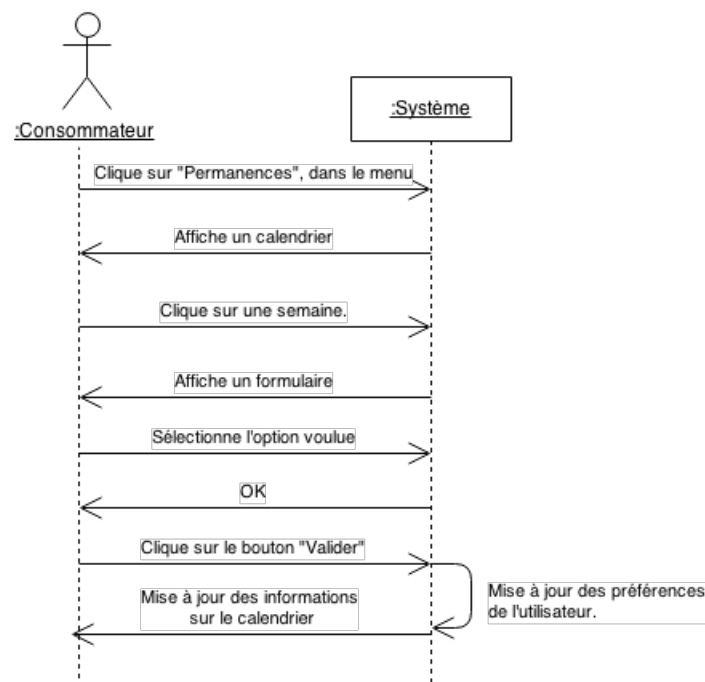 :Consommateur
:Système
Clique sur "Permanences", dans le menu
Affiche un calendrier
Clique sur une semaine.
Affiche un formulaire
Sélectionne l'option voulue
OK
Clique sur le bouton "Valider"
Mise à jour des préférences
de l'utilisateur.
Mise à jour des informations
sur le calendrier